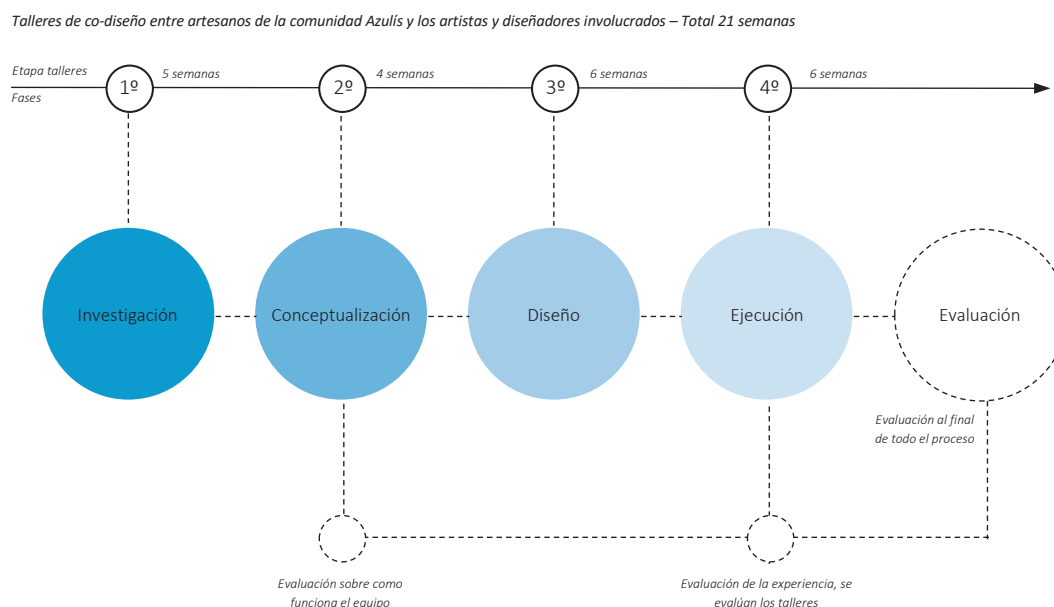 Talleres de co-diseño entre artesanos de la comunidad Azulís y los artistas y diseñadores involucrados – Total 21 semanas
Etapa talleres
Fases
1º
5 semanas
2º
4 semanas
3º
6 semanas
4º
6 semanas
Investigación
Conceptualización
Diseño
Ejecución
Evaluación
Evaluación al final
de todo el proceso
Evaluación sobre como
funciona el equipo
Evaluación de la experiencia, se
evalúan los talleres